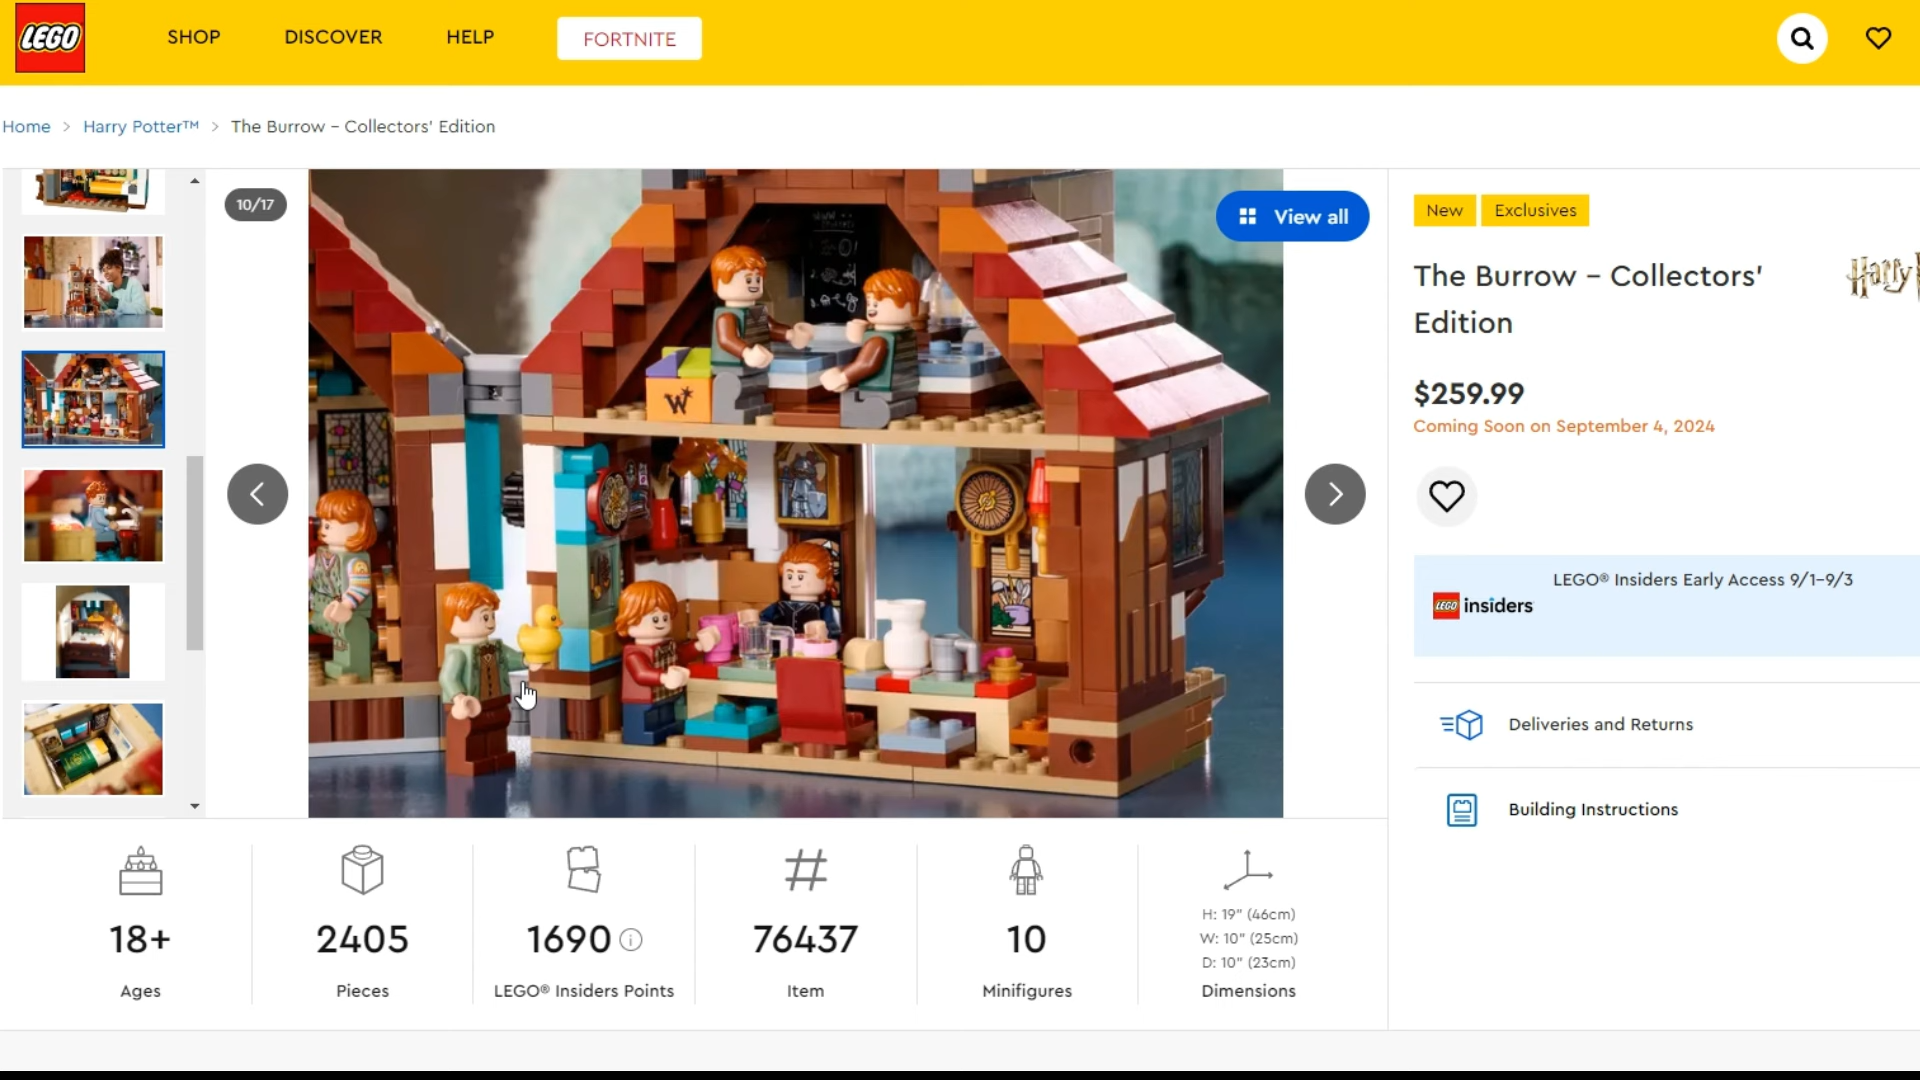 LEGO
SHOP
DISCOVER
HELP
FORTNITE
Home > Harry Potter™ > The Burrow – Collectors' Edition
10/17
View all
W
New
Exclusives
The Burrow – Collectors'
Edition
Harry
$259.99
Coming Soon on September 4, 2024
LEGO® Insiders Early Access 9/1–9/3
LEGO insiders
Deliveries and Returns
Building Instructions
18+
Ages
2405
Pieces
1690
LEGO® Insiders Points
#
76437
Item
10
Minifigures
H: 19" (46cm)
W: 10" (25cm)
D: 10" (23cm)
Dimensions